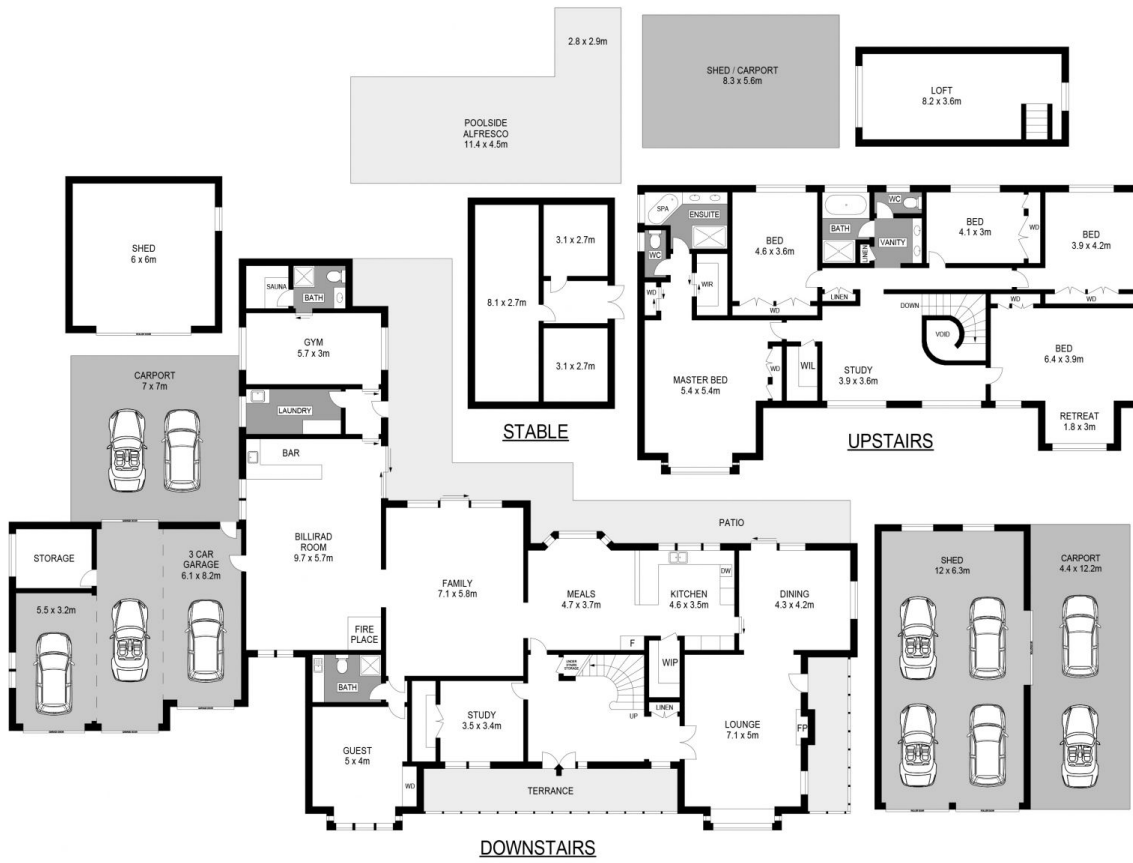 2.8 x 2.9m
POOLSIDE
ALFRESCO
11.4 x 4.5m
SHED / CARPORT
8.3 x 5.6m
LOFT
8.2 x 3.6m
SHED
6 x 6m
8.1 x 2.7m
3.1 x 2.7m
3.1 x 2.7m
STABLE
SPA
ENSUITE
WC
WD
WIR
BED
4.6 x 3.6m
WD
BATH
LINEN
WC
VANITY
LINEN
BED
4.1 x 3m
WD
BED
3.9 x 4.2m
WD
WD
DOWN
VOID
MASTER BED
5.4 x 5.4m
WD
WIL
STUDY
3.9 x 3.6m
BED
6.4 x 3.9m
RETREAT
1.8 x 3m
UPSTAIRS
SAUNA
BATH
GYM
5.7 x 3m
LAUNDRY
CARPORT
7 x 7m
BAR
BILLIRAD
ROOM
9.7 x 5.7m
FIRE
PLACE
STORAGE
3 CAR
GARAGE
6.1 x 8.2m
5.5 x 3.2m
FAMILY
7.1 x 5.8m
PATIO
MEALS
4.7 x 3.7m
KITCHEN
4.6 x 3.5m
DW
DINING
4.3 x 4.2m
F
WIP
UNDER
STAIRS
STORAGE
UP
LINEN
BATH
STUDY
3.5 x 3.4m
GUEST
5 x 4m
WD
LOUNGE
7.1 x 5m
FP
TERRANCE
DOWNSTAIRS
SHED
12 x 6.3m
CARPORT
4.4 x 12.2m